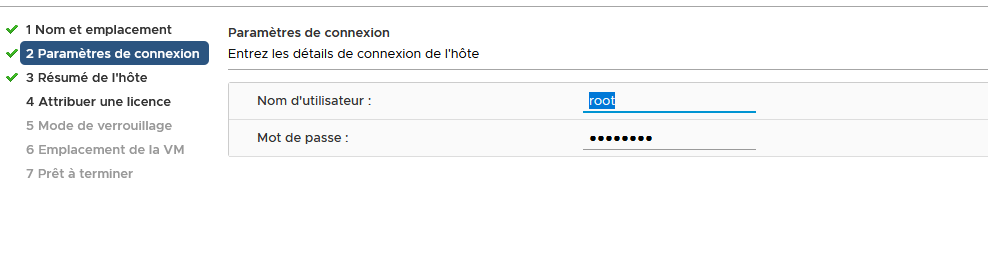 1 Nom et emplacement
2 Paramètres de connexion
3 Résumé de l'hôte
4 Attribuer une licence
5 Mode de verrouillage
6 Emplacement de la VM
7 Prêt à terminer
Paramètres de connexion
Entrez les détails de connexion de l'hôte
Nom d'utilisateur : root
Mot de passe : ••••••••